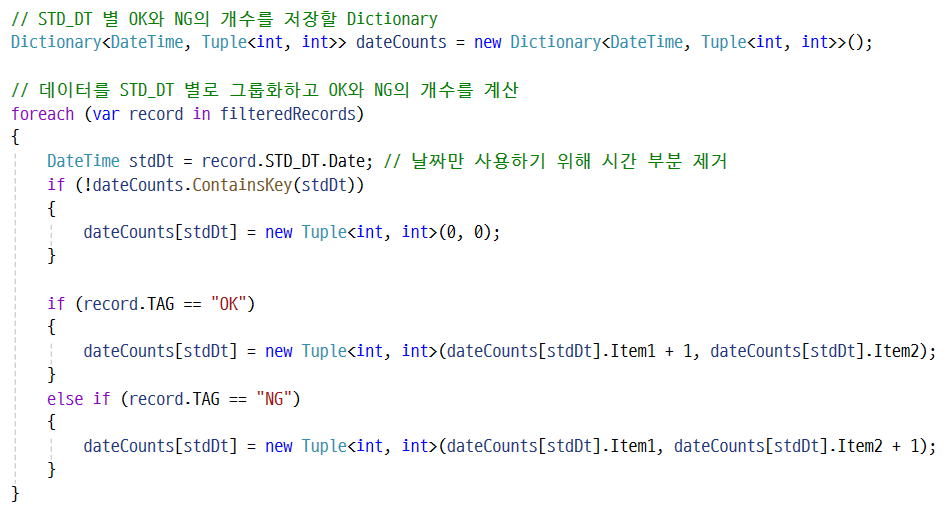 // STD_DT 별 OK와 NG의 개수를 저장할 Dictionary
Dictionary<DateTime, Tuple<int, int>> dateCounts = new Dictionary<DateTime, Tuple<int, int>>();

// 데이터를 STD_DT 별로 그룹화하고 OK와 NG의 개수를 계산
foreach (var record in filteredRecords)
{
    DateTime stdDt = record.STD_DT.Date; // 날짜만 사용하기 위해 시간 부분 제거
    if (!dateCounts.ContainsKey(stdDt))
    {
        dateCounts[stdDt] = new Tuple<int, int>(0, 0);
    }

    if (record.TAG == "OK")
    {
        dateCounts[stdDt] = new Tuple<int, int>(dateCounts[stdDt].Item1 + 1, dateCounts[stdDt].Item2);
    }
    else if (record.TAG == "NG")
    {
        dateCounts[stdDt] = new Tuple<int, int>(dateCounts[stdDt].Item1, dateCounts[stdDt].Item2 + 1);
    }
}